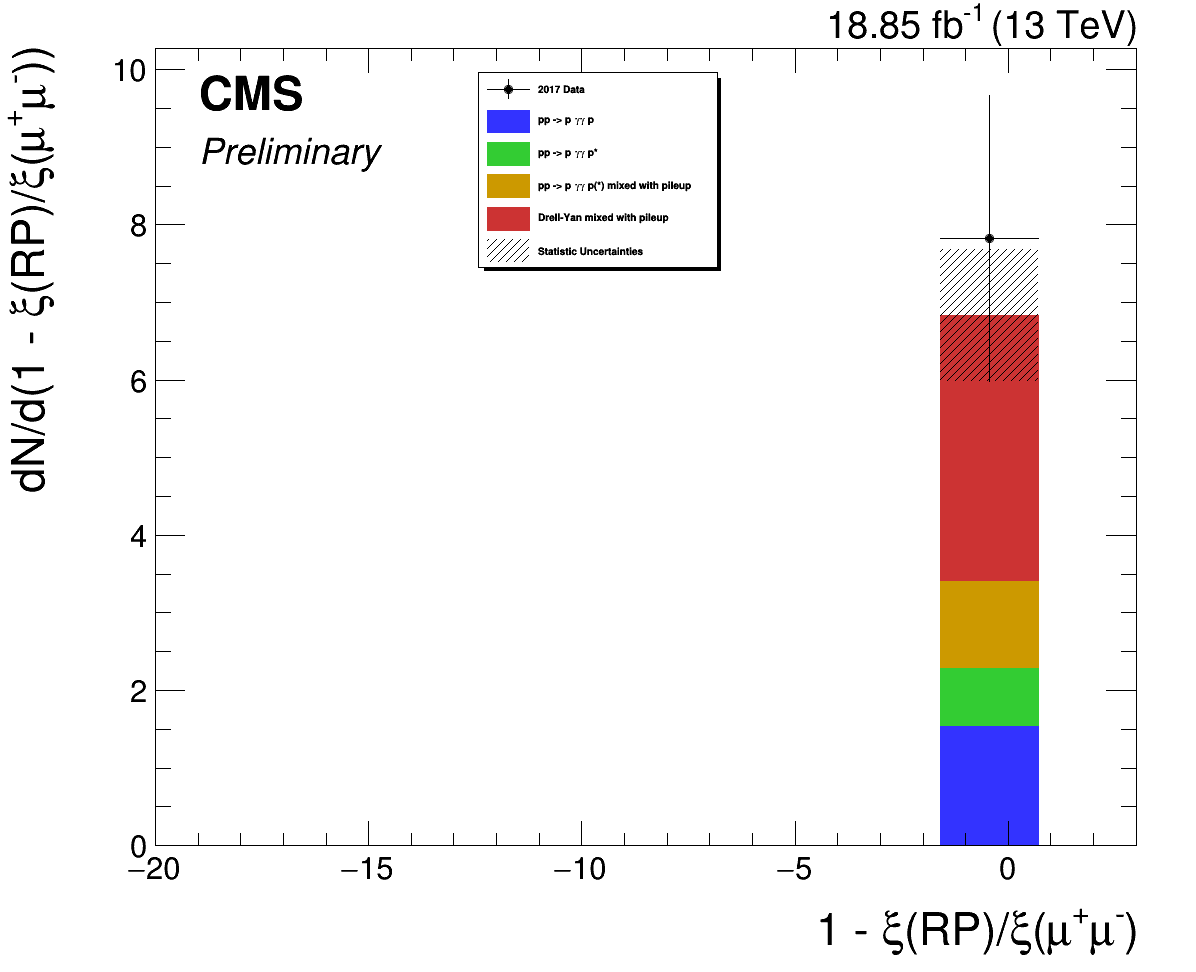 18.85 fb⁻¹ (13 TeV)
CMS
Preliminary
2017 Data
pp -> p γγ p
pp -> p γγ p*
pp -> p γγ p(*) mixed with pileup
Drell-Yan mixed with pileup
Statistic Uncertainties
dN/d(1 - ξ(RP)/ξ(μ⁺μ⁻))
10
8
6
4
2
0
−20 −15 −10 −5 0
1 - ξ(RP)/ξ(μ⁺μ⁻)